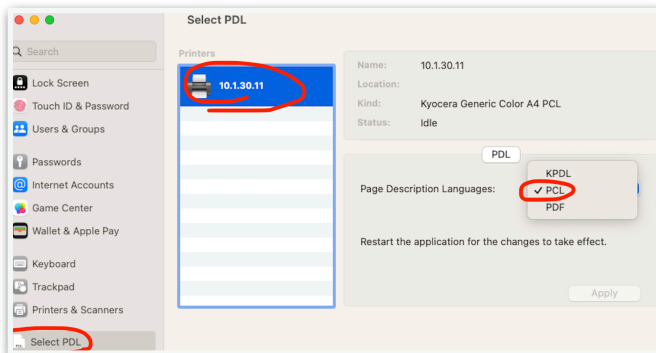 Select PDL
Search
Lock Screen
Touch ID & Password
Users & Groups
Passwords
Internet Accounts
Game Center
Wallet & Apple Pay
Keyboard
Trackpad
Printers & Scanners
Select PDL
Printers
10.1.30.11
Name: 10.1.30.11
Location:
Kind: Kyocera Generic Color A4 PCL
Status: Idle
PDL
Page Description Languages:
KPDL
✓ PCL
PDF
Restart the application for the changes to take effect.
Apply